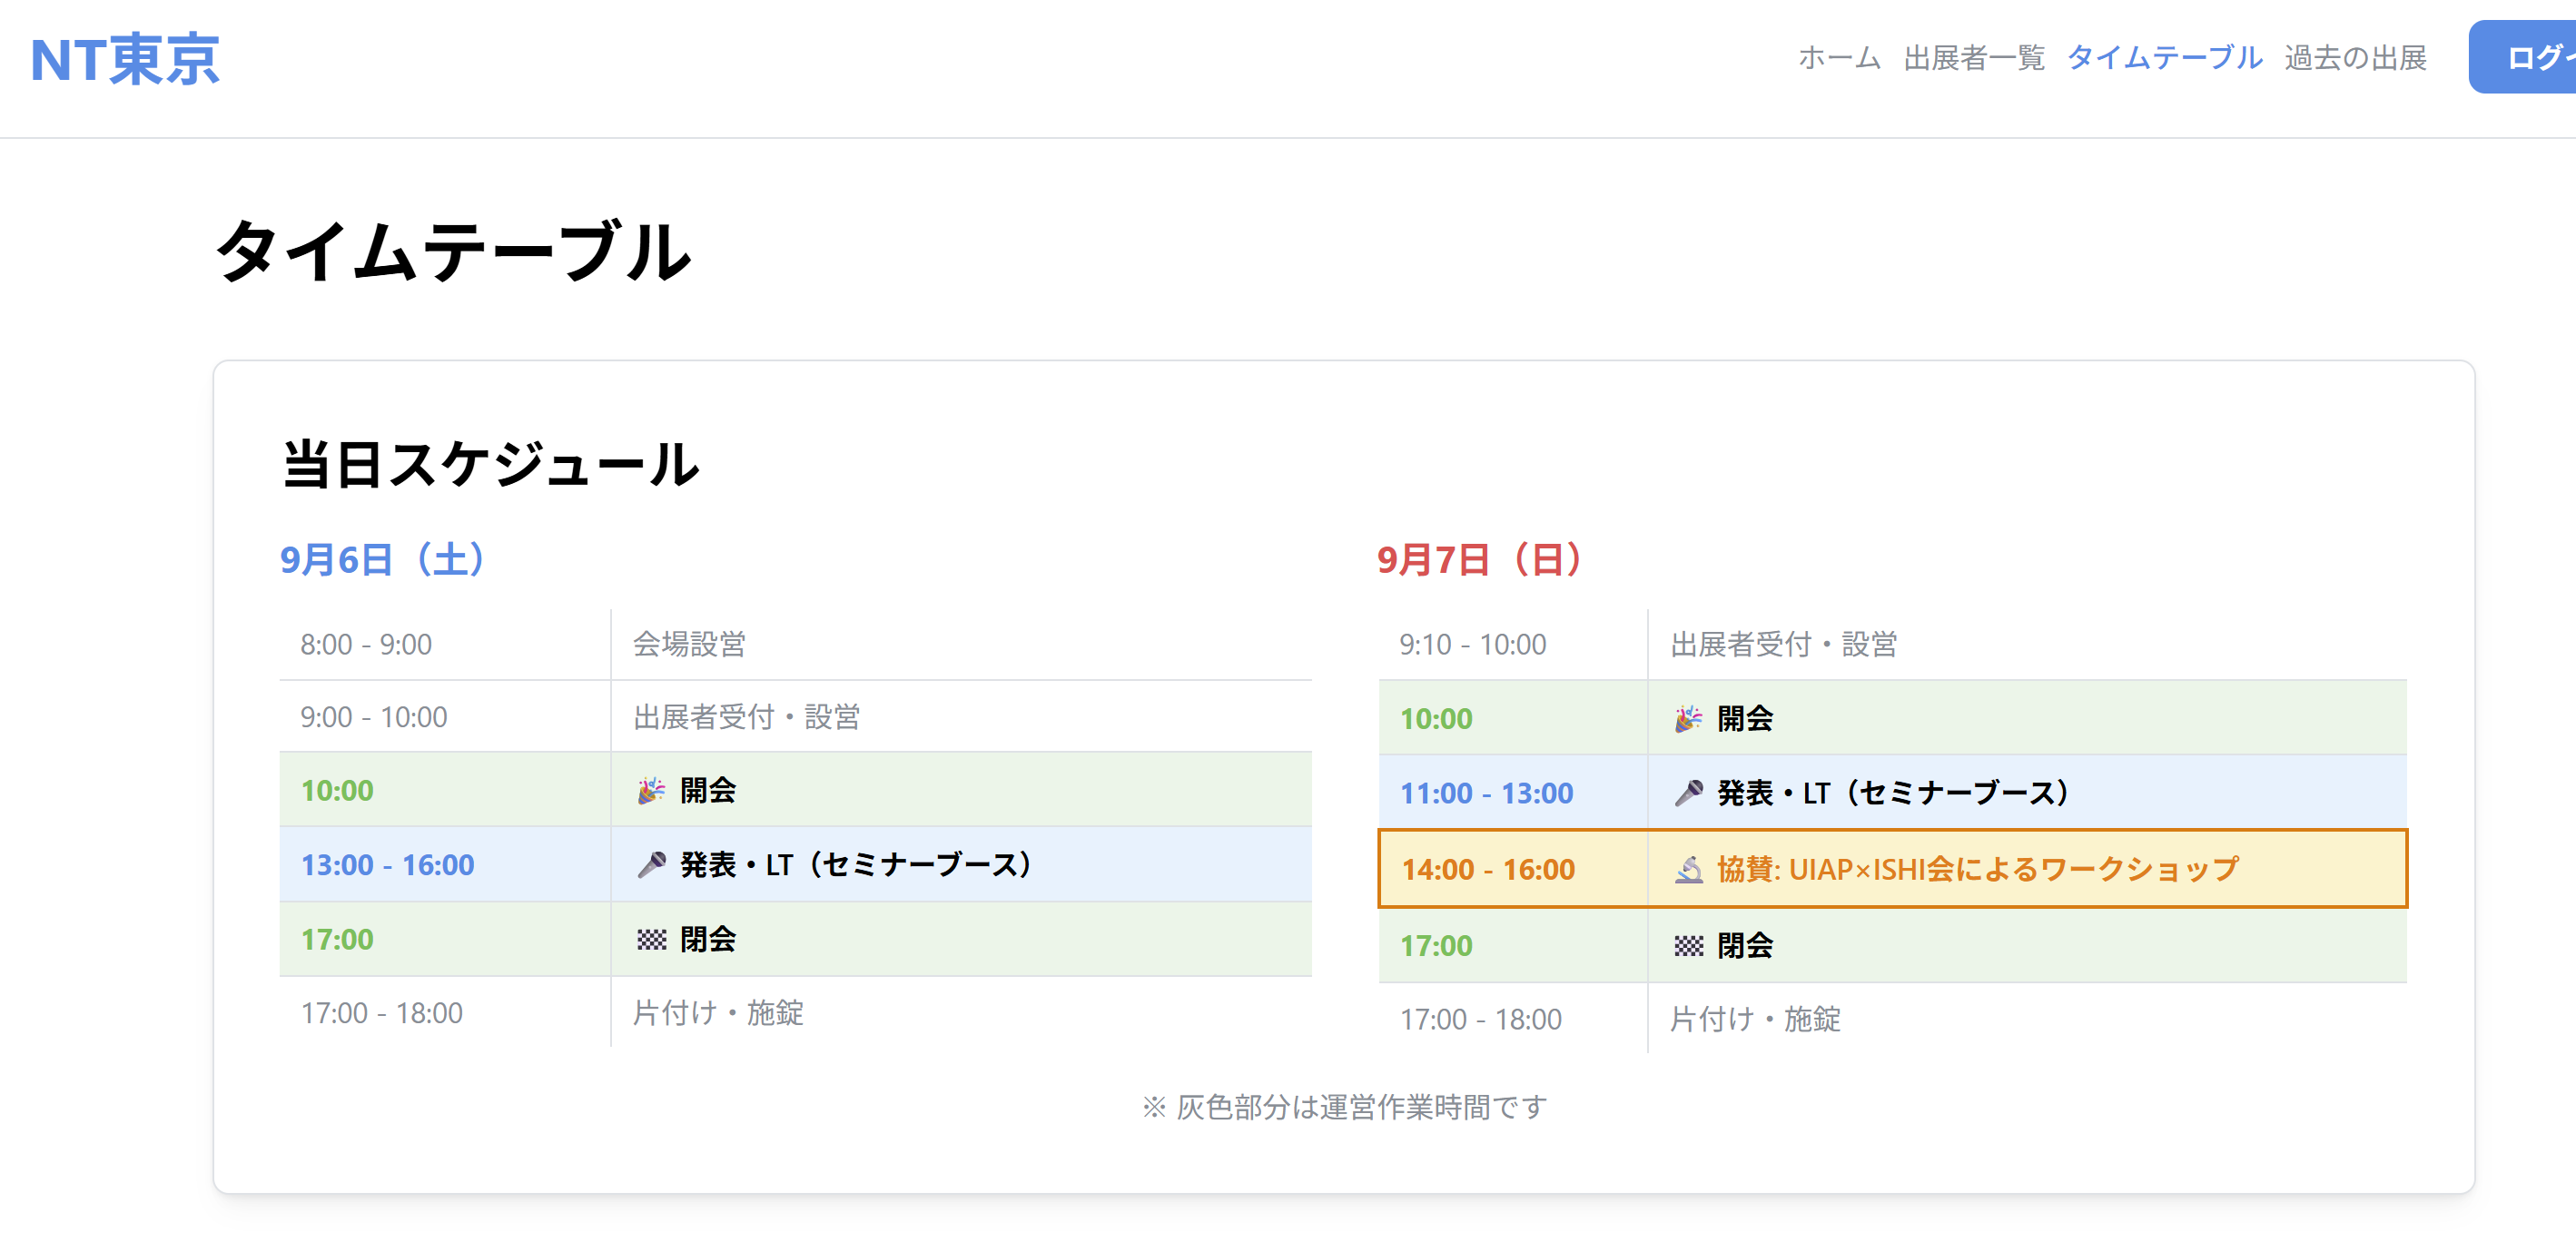 NT東京
ホーム 出展者一覧 タイムテーブル 過去の出展
ログ
タイムテーブル
当日スケジュール
9月6日（土）
8:00 - 9:00 会場設営
9:00 - 10:00 出展者受付・設営
10:00 🎉 開会
13:00 - 16:00 🎤 発表・LT（セミナーブース）
17:00 🏁 閉会
17:00 - 18:00 片付け・施錠
9月7日（日）
9:10 - 10:00 出展者受付・設営
10:00 🎉 開会
11:00 - 13:00 🎤 発表・LT（セミナーブース）
14:00 - 16:00 🔬 協賛: UIAP×ISHI会によるワークショップ
17:00 🏁 閉会
17:00 - 18:00 片付け・施錠
※ 灰色部分は運営作業時間です